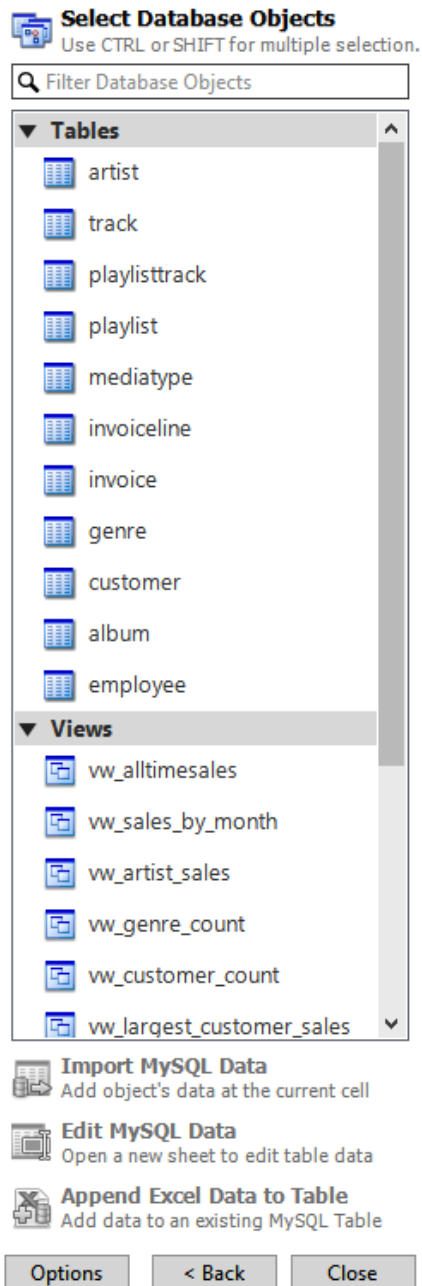 Select Database Objects
Use CTRL or SHIFT for multiple selection.
Filter Database Objects
Tables
artist
track
playlisttrack
playlist
mediatype
invoiceline
invoice
genre
customer
album
employee
Views
vw_alltimesales
vw_sales_by_month
vw_artist_sales
vw_genre_count
vw_customer_count
vw_largest_customer_sales
Import MySQL Data
Add object's data at the current cell
Edit MySQL Data
Open a new sheet to edit table data
Append Excel Data to Table
Add data to an existing MySQL Table
Options < Back Close